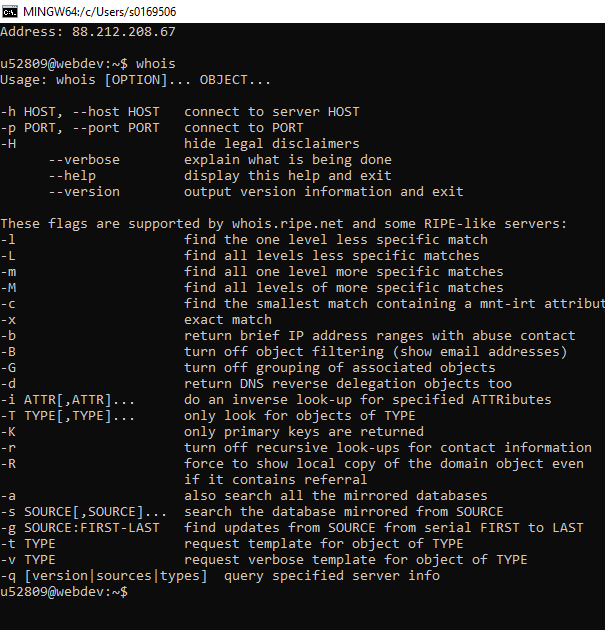 MINGW64:/c/Users/s0169506
Address: 88.212.208.67
u52809@webdev:~$ whois
Usage: whois [OPTION]... OBJECT...
-h HOST, --host HOST   connect to server HOST
-p PORT, --port PORT   connect to PORT
-H                     hide legal disclaimers
      --verbose        explain what is being done
      --help           display this help and exit
      --version        output version information and exit
These flags are supported by whois.ripe.net and some RIPE-like servers:
-l                     find the one level less specific match
-L                     find all levels less specific matches
-m                     find all one level more specific matches
-M                     find all levels of more specific matches
-c                     find the smallest match containing a mnt-irt attribut
-x                     exact match
-b                     return brief IP address ranges with abuse contact
-B                     turn off object filtering (show email addresses)
-G                     turn off grouping of associated objects
-d                     return DNS reverse delegation objects too
-i ATTR[,ATTR]...      do an inverse look-up for specified ATTRibutes
-T TYPE[,TYPE]...      only look for objects of TYPE
-K                     only primary keys are returned
-r                     turn off recursive look-ups for contact information
-R                     force to show local copy of the domain object even
                       if it contains referral
-a                     also search all the mirrored databases
-s SOURCE[,SOURCE]...  search the database mirrored from SOURCE
-g SOURCE:FIRST-LAST   find updates from SOURCE from serial FIRST to LAST
-t TYPE                request template for object of TYPE
-v TYPE                request verbose template for object of TYPE
-q [version|sources|types]  query specified server info
u52809@webdev:~$